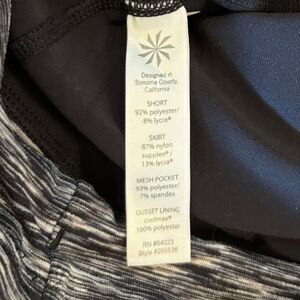 Designed in
Sonoma County,
California
SHORT
92% polyester/
8% lycra®
SKIRT
87% nylon
supplex®/
13% lycra®
MESH POCKET
93% polyester/
7% spandex
GUSSET LINING
coolmax®
100% polyester
RN #54023
Style #266836